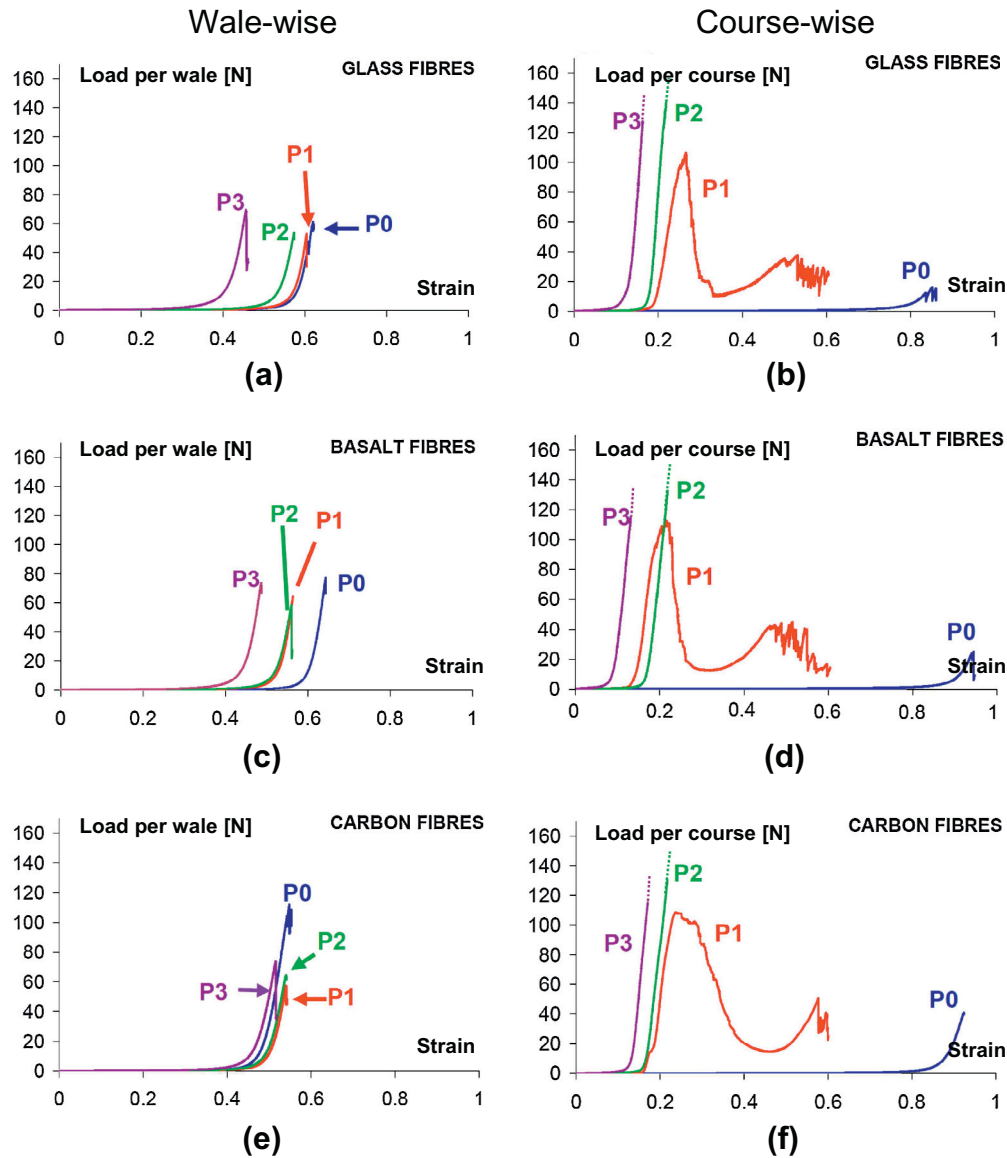 Wale-wise
Course-wise
Load per wale [N]
GLASS FIBRES
160
140
120
100
80
60
40
20
0
P3
P2
P1
P0
Strain
0 0.2 0.4 0.6 0.8 1
(a)
Load per course [N]
GLASS FIBRES
160
140
120
100
80
60
40
20
0
P3
P2
P1
P0
Strain
0 0.2 0.4 0.6 0.8 1
(b)
Load per wale [N]
BASALT FIBRES
160
140
120
100
80
60
40
20
0
P3
P2
P1
P0
Strain
0 0.2 0.4 0.6 0.8 1
(c)
Load per course [N]
BASALT FIBRES
160
140
120
100
80
60
40
20
0
P3
P2
P1
P0
Strain
0 0.2 0.4 0.6 0.8 1
(d)
Load per wale [N]
CARBON FIBRES
160
140
120
100
80
60
40
20
0
P0
P2
P3
P1
Strain
0 0.2 0.4 0.6 0.8 1
(e)
Load per course [N]
CARBON FIBRES
160
140
120
100
80
60
40
20
0
P3
P2
P1
P0
Strain
0 0.2 0.4 0.6 0.8 1
(f)